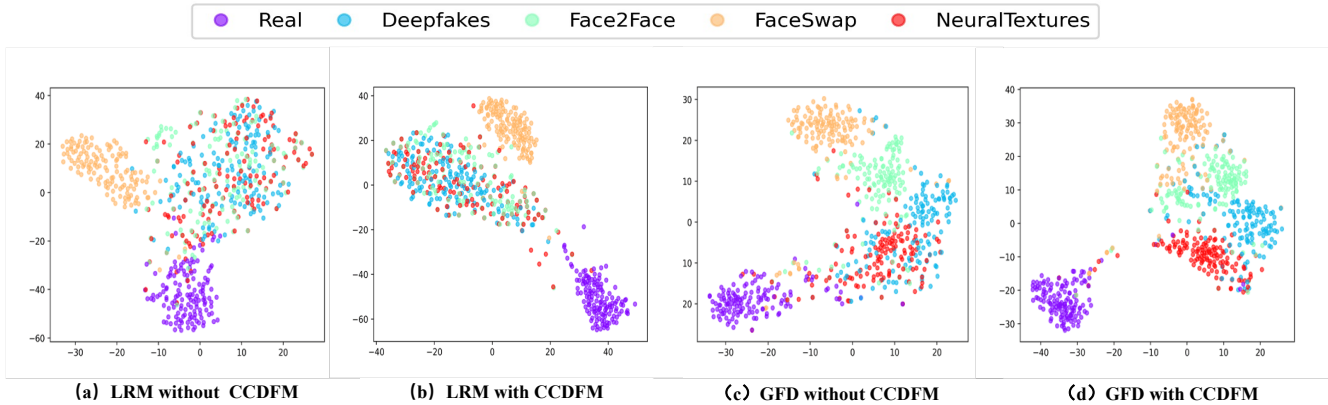 Real Deepfakes Face2Face FaceSwap NeuralTextures
40
20
0
−20
−40
−60
−30 −20 −10 0 10 20
(a) LRM without CCDFM
40
20
0
−20
−40
−60
−40 −20 0 20 40
(b) LRM with CCDFM
30
20
10
0
10
20
−30 −20 −10 0 10 20
(c) GFD without CCDFM
40
30
20
10
0
−10
−20
−30
−40 −30 −20 −10 0 10 20
(d) GFD with CCDFM